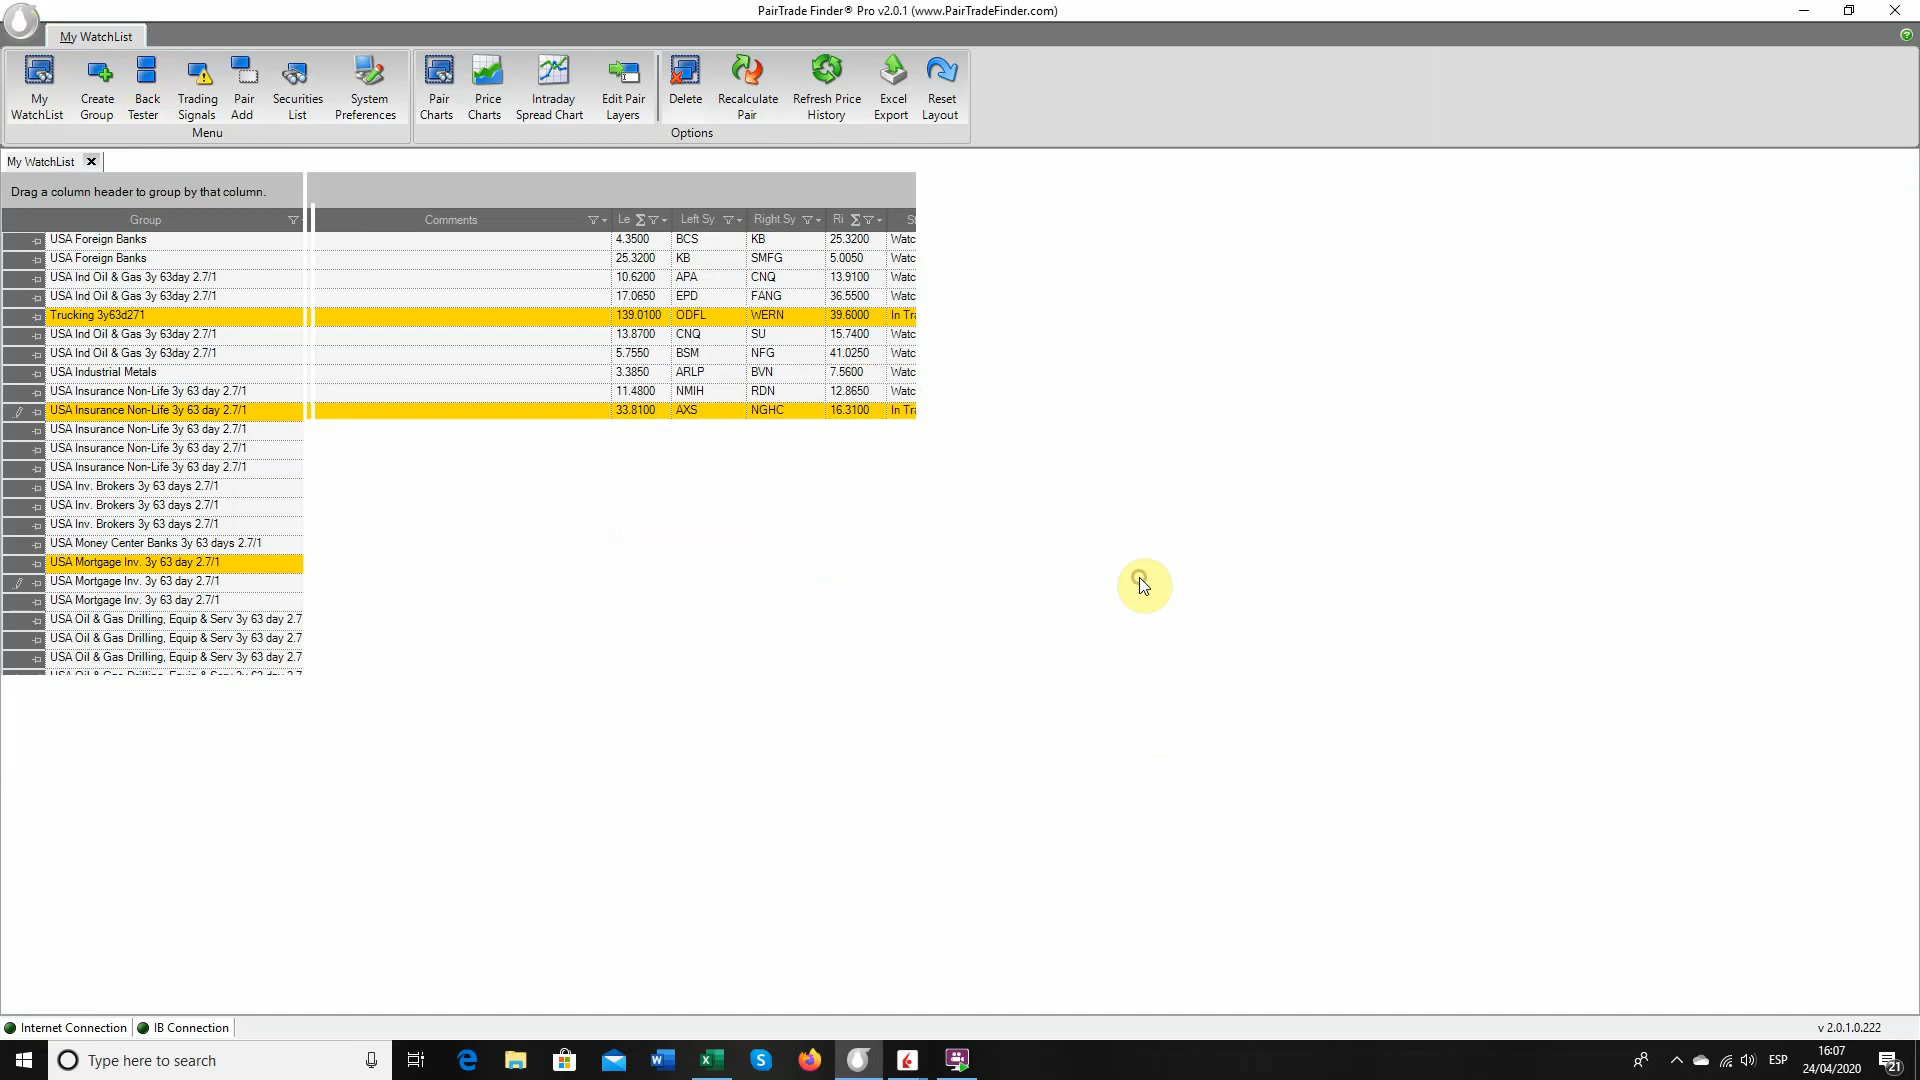 PairTrade Finder® Pro v2.0.1 (www.PairTradeFinder.com)
My WatchList
My WatchList
Create Group
Back Tester
Trading Signals
Pair Add
Securities List
System Preferences
Menu
Pair Charts
Price Charts
Intraday Spread Chart
Edit Pair Layers
Delete
Recalculate Pair
Refresh Price History
Excel Export
Reset Layout
Options
My WatchList
Drag a column header to group by that column.
Group Comments Le Σ Left Sy Right Sy Ri Σ St
USA Foreign Banks 4.3500 BCS KB 25.3200 Watc
USA Foreign Banks 25.3200 KB SMFG 5.0050 Watc
USA Ind Oil & Gas 3y 63day 2.7/1 10.6200 APA CNQ 13.9100 Watc
USA Ind Oil & Gas 3y 63day 2.7/1 17.0650 EPD FANG 36.5500 Watc
Trucking 3y63d271 139.0100 ODFL WERN 39.6000 In Tra
USA Ind Oil & Gas 3y 63day 2.7/1 13.8700 CNQ SU 15.7400 Watc
USA Ind Oil & Gas 3y 63day 2.7/1 5.7550 BSM NFG 41.0250 Watc
USA Industrial Metals 3.3850 ARLP BVN 7.5600 Watc
USA Insurance Non-Life 3y 63 day 2.7/1 11.4800 NMIH RDN 12.8650 Watc
USA Insurance Non-Life 3y 63 day 2.7/1 33.8100 AXS NGHC 16.3100 In Tra
USA Insurance Non-Life 3y 63 day 2.7/1
USA Insurance Non-Life 3y 63 day 2.7/1
USA Insurance Non-Life 3y 63 day 2.7/1
USA Inv. Brokers 3y 63 days 2.7/1
USA Inv. Brokers 3y 63 days 2.7/1
USA Inv. Brokers 3y 63 days 2.7/1
USA Money Center Banks 3y 63 days 2.7/1
USA Mortgage Inv. 3y 63 day 2.7/1
USA Mortgage Inv. 3y 63 day 2.7/1
USA Mortgage Inv. 3y 63 day 2.7/1
USA Oil & Gas Drilling, Equip & Serv 3y 63 day 2.7
USA Oil & Gas Drilling, Equip & Serv 3y 63 day 2.7
USA Oil & Gas Drilling, Equip & Serv 3y 63 day 2.7
USA Oil & Gas Drilling, Equip & Serv 3y 63 day 2.7
Internet Connection IB Connection v 2.0.1.0.222
Type here to search
ESP
16:07
24/04/2020
21